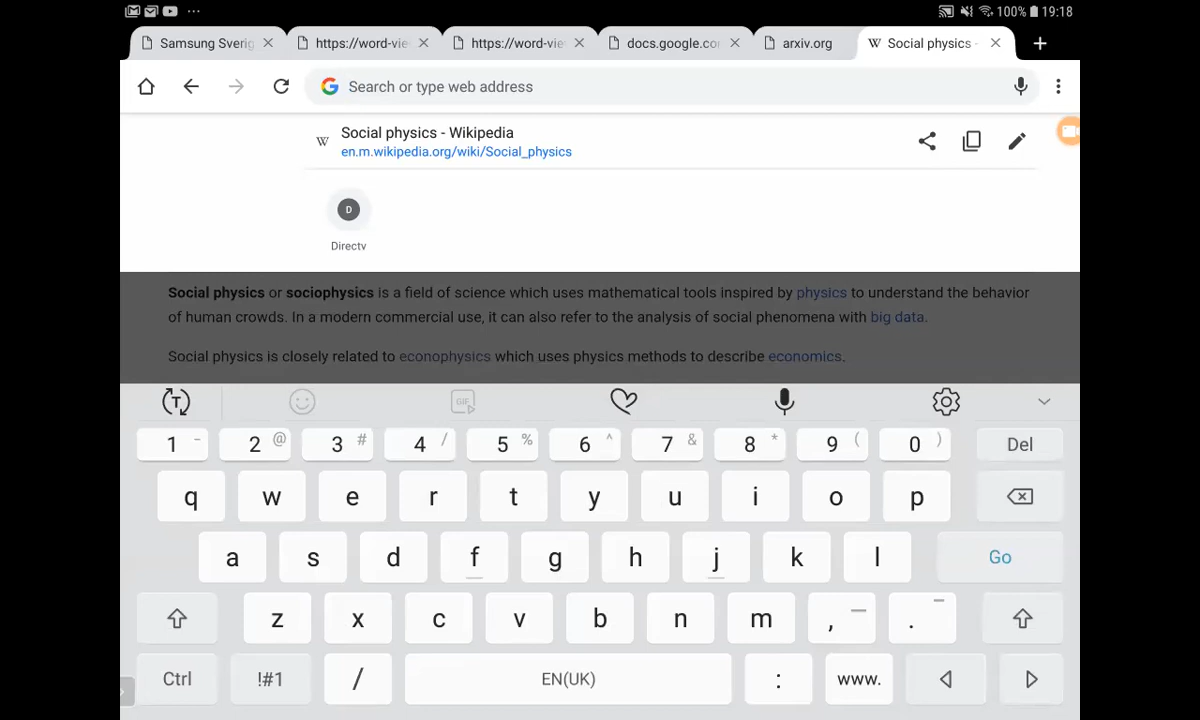 100% 19:18
Samsung Sverig
https://word-vie
https://word-vie
docs.google.co
arxiv.org
W Social physics -
Search or type web address
W Social physics - Wikipedia
en.m.wikipedia.org/wiki/Social_physics
D
Directv
Social physics or sociophysics is a field of science which uses mathematical tools inspired by physics to understand the behavior
of human crowds. In a modern commercial use, it can also refer to the analysis of social phenomena with big data.
Social physics is closely related to econophysics which uses physics methods to describe economics.
T GIF
1 - 2 @ 3 # 4 / 5 % 6 ^ 7 & 8 * 9 ( 0 ) Del
q w e r t y u i o p
a s d f g h j k l Go
z x c v b n m , .
Ctrl !#1 / EN(UK) : www.